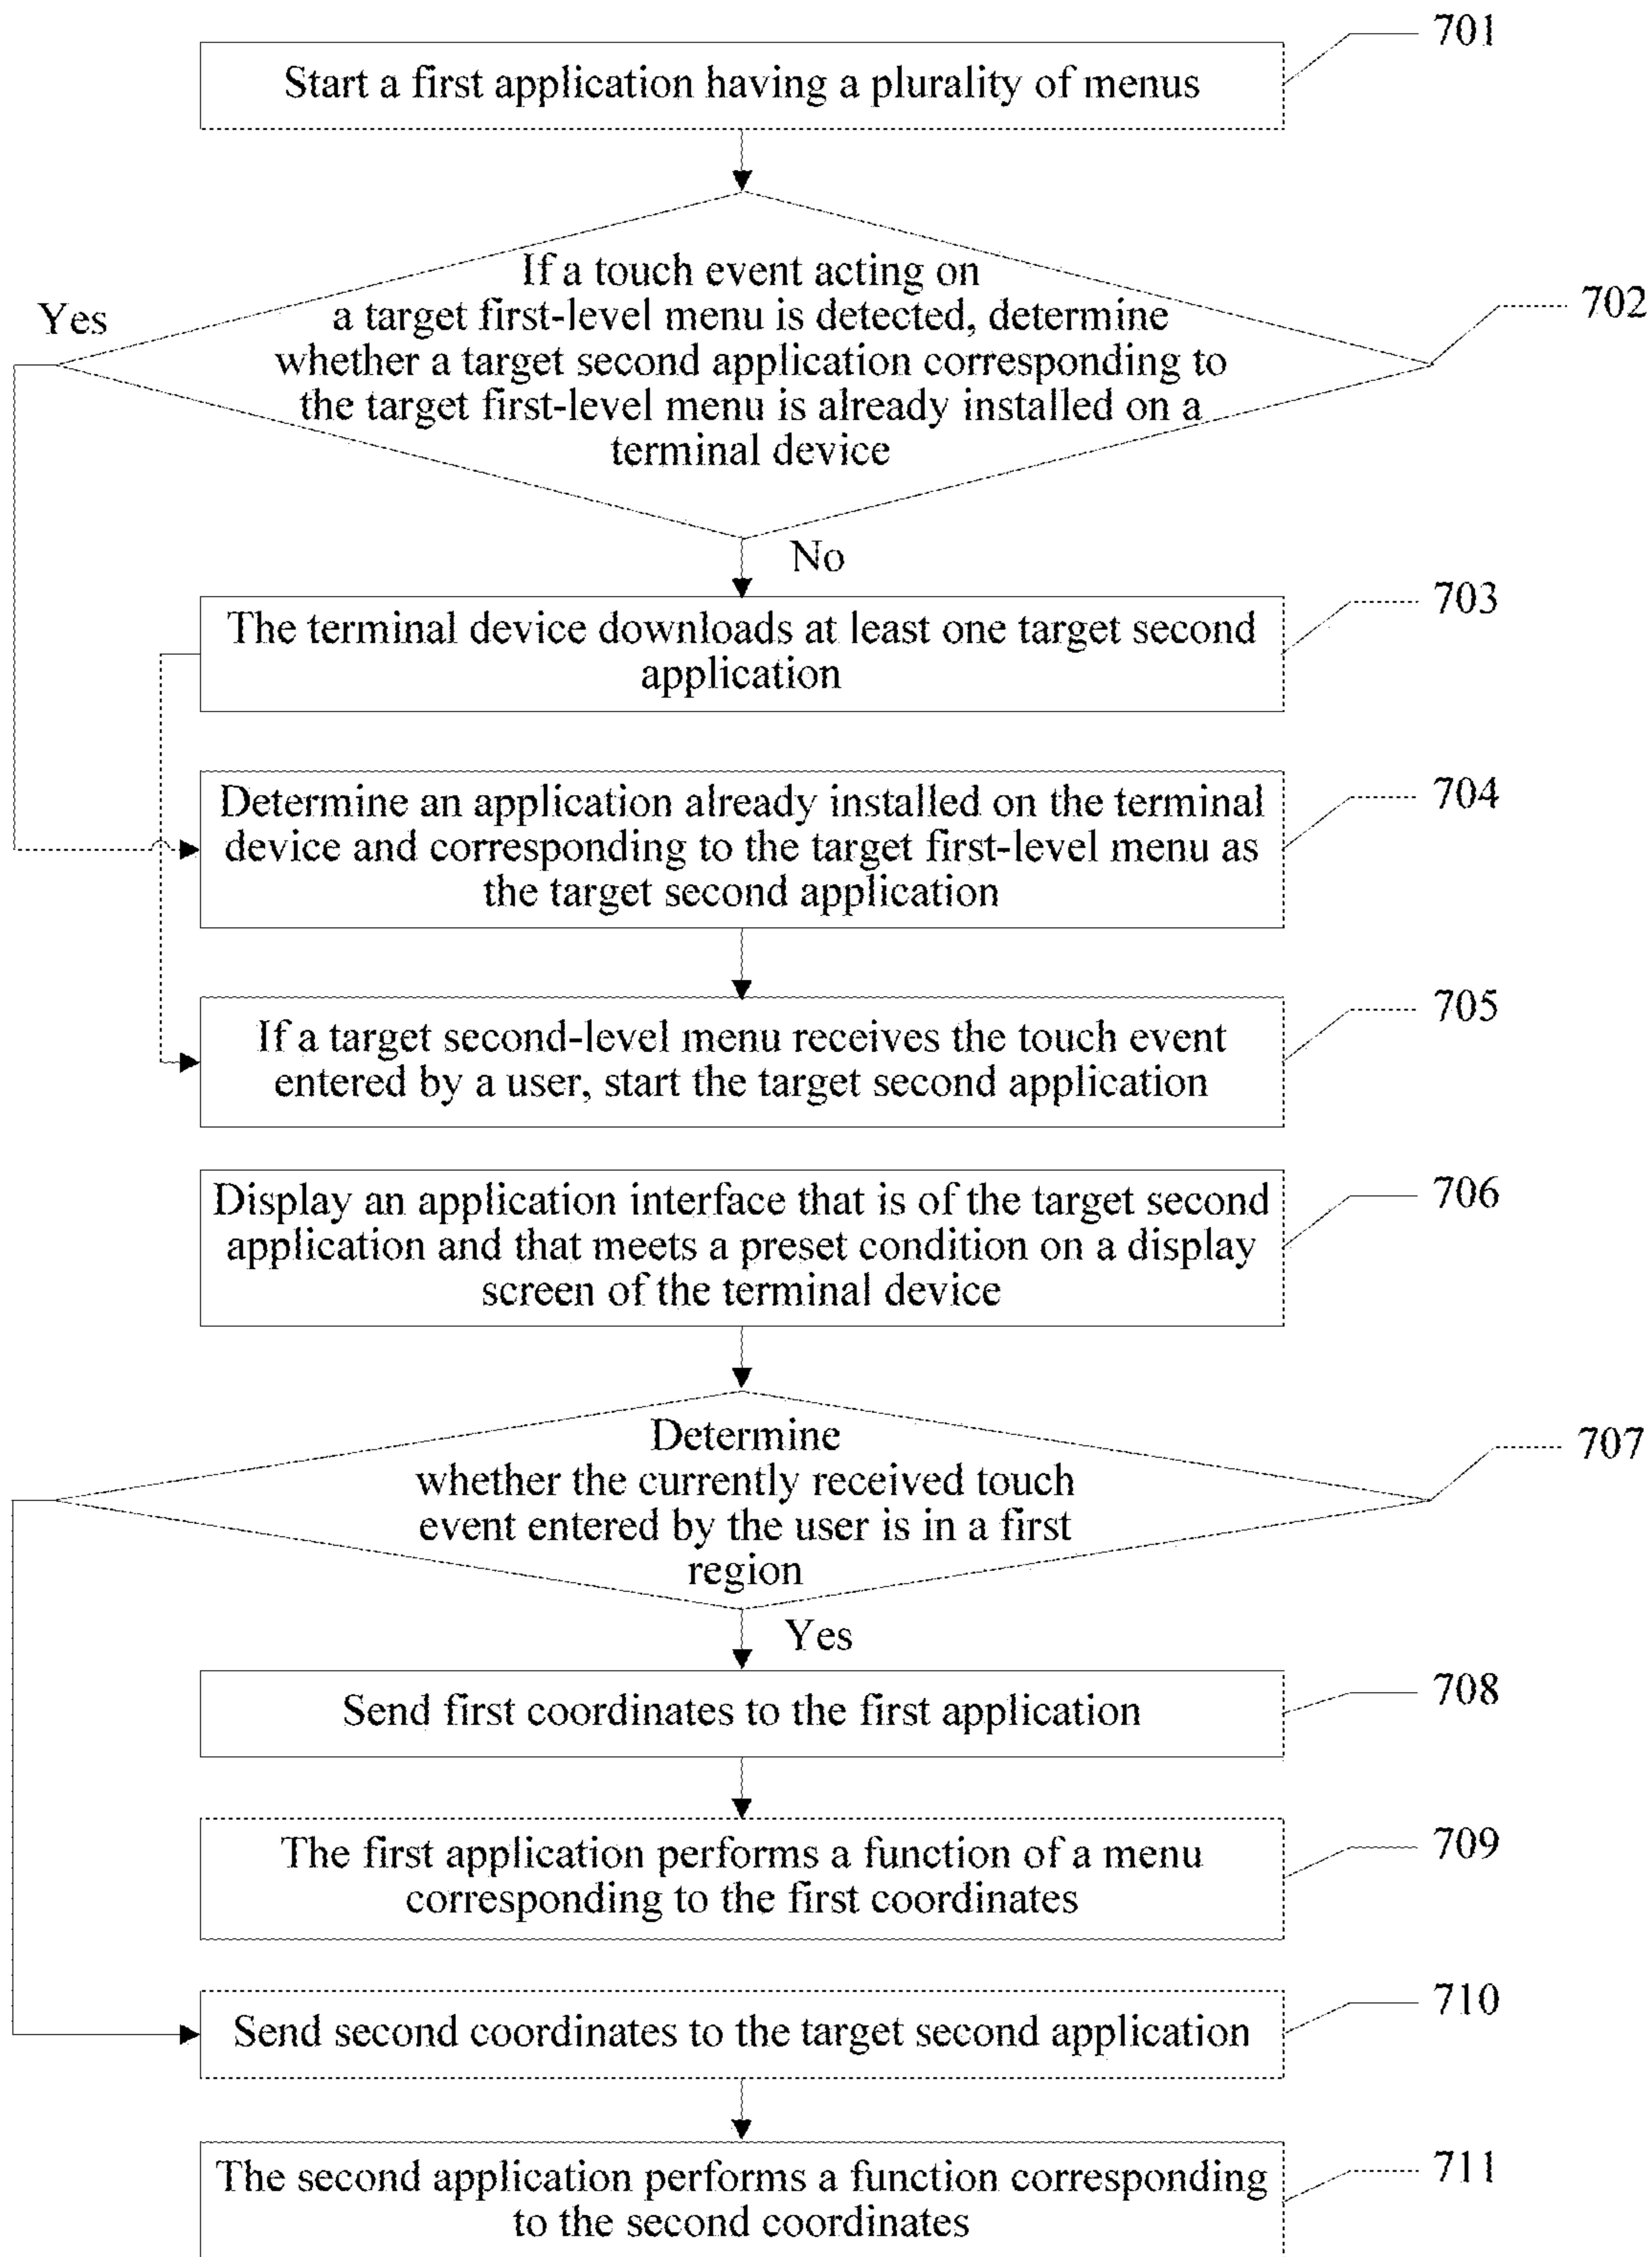 701
Start a first application having a plurality of menus
If a touch event acting on
a target first-level menu is detected, determine
whether a target second application corresponding to
the target first-level menu is already installed on a
terminal device
702
Yes
No
703
The terminal device downloads at least one target second
application
704
Determine an application already installed on the terminal
device and corresponding to the target first-level menu as
the target second application
705
If a target second-level menu receives the touch event
entered by a user, start the target second application
706
Display an application interface that is of the target second
application and that meets a preset condition on a display
screen of the terminal device
Determine
whether the currently received touch
event entered by the user is in a first
region
707
Yes
708
Send first coordinates to the first application
709
The first application performs a function of a menu
corresponding to the first coordinates
710
Send second coordinates to the target second application
711
The second application performs a function corresponding
to the second coordinates